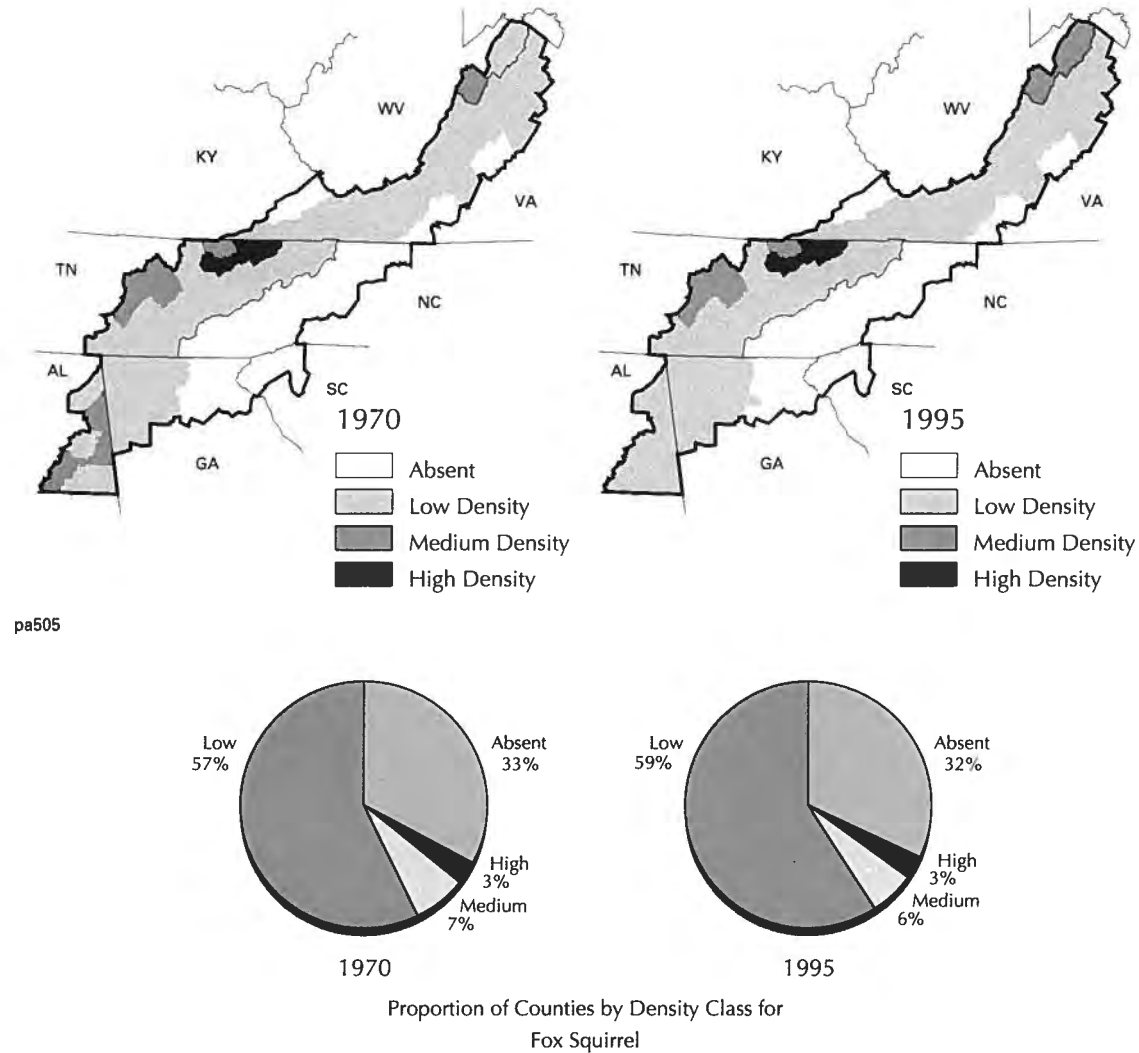 WV
KY
VA
TN
NC
AL
SC
GA
1970
Absent
Low Density
Medium Density
High Density
WV
KY
VA
TN
NC
AL
SC
GA
1995
Absent
Low Density
Medium Density
High Density
pa505
Low
57%
Absent
33%
High
3%
Medium
7%
1970
Low
59%
Absent
32%
High
3%
Medium
6%
1995
Proportion of Counties by Density Class for
Fox Squirrel